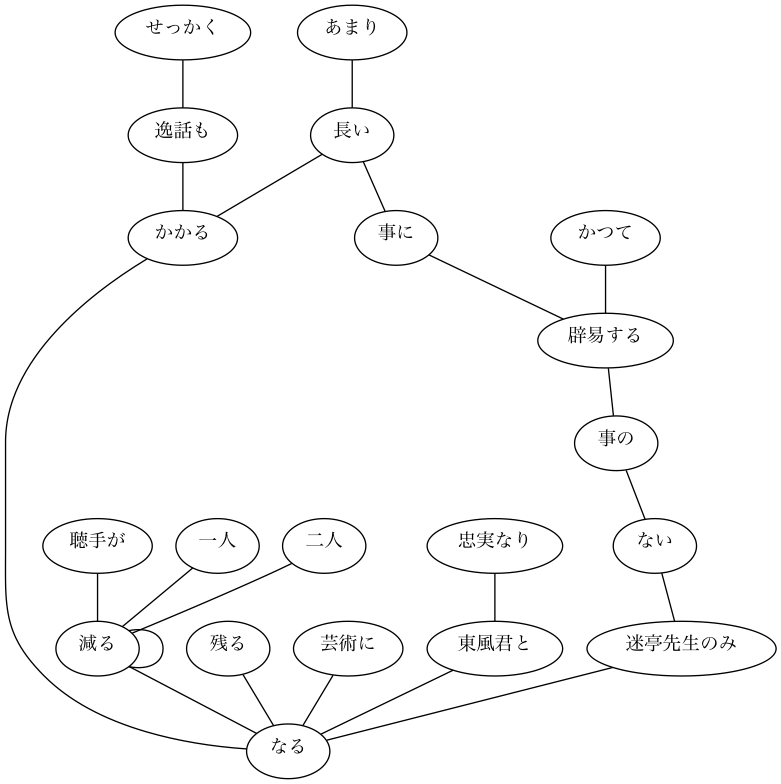 せっかく
あまり
逸話も
長い
かかる
事に
かつて
辟易する
事の
聴手が
一人
二人
忠実なり
ない
減る
残る
芸術に
東風君と
迷亭先生のみ
なる